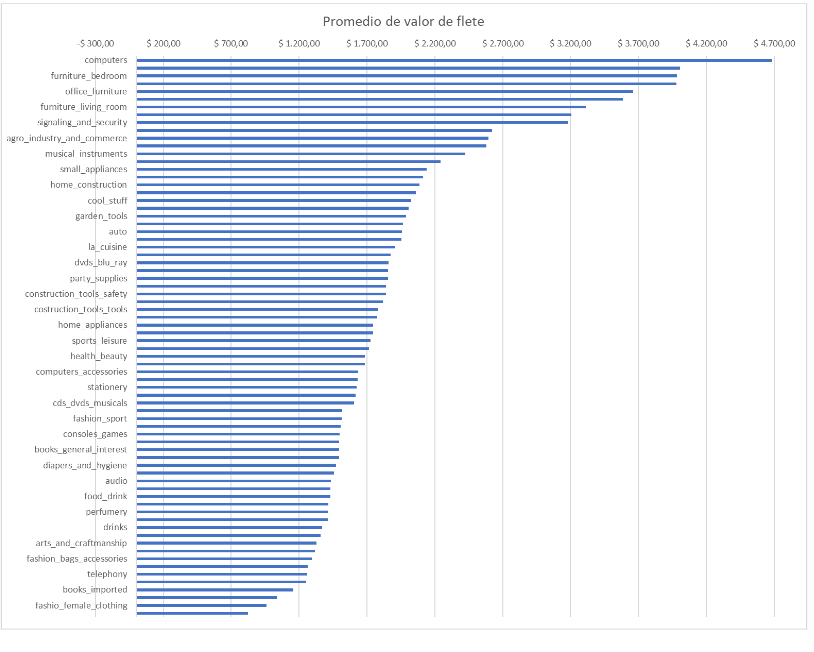 Promedio de valor de flete
-$ 300,00 $ 200,00 $ 700,00 $ 1.200,00 $ 1.700,00 $ 2.200,00 $ 2.700,00 $ 3.200,00 $ 3.700,00 $ 4.200,00 $ 4.700,00
computers
furniture_bedroom
office_furniture
furniture_living_room
signaling_and_security
agro_industry_and_commerce
musical_instruments
small_appliances
home_construction
cool_stuff
garden_tools
auto
la_cuisine
dvds_blu_ray
party_supplies
construction_tools_safety
costruction_tools_tools
home_appliances
sports_leisure
health_beauty
computers_accessories
stationery
cds_dvds_musicals
fashion_sport
consoles_games
books_general_interest
diapers_and_hygiene
audio
food_drink
perfumery
drinks
arts_and_craftmanship
fashion_bags_accessories
telephony
books_imported
fashio_female_clothing